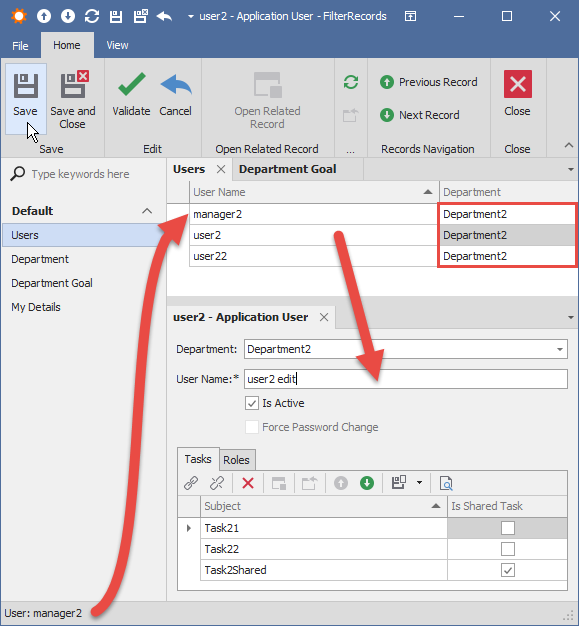 user2 - Application User - FilterRecords
File Home View
Save Save and Close Validate Cancel Open Related Record Previous Record Next Record Close
Save Edit Open Related Record ... Records Navigation Close
Type keywords here
Default
Users
Department
Department Goal
My Details
Users Department Goal
User Name Department
manager2 Department2
user2 Department2
user22 Department2
user2 - Application User
Department: Department2
User Name:* user2 edit
Is Active
Force Password Change
Tasks Roles
Subject Is Shared Task
Task21
Task22
Task2Shared
User: manager2